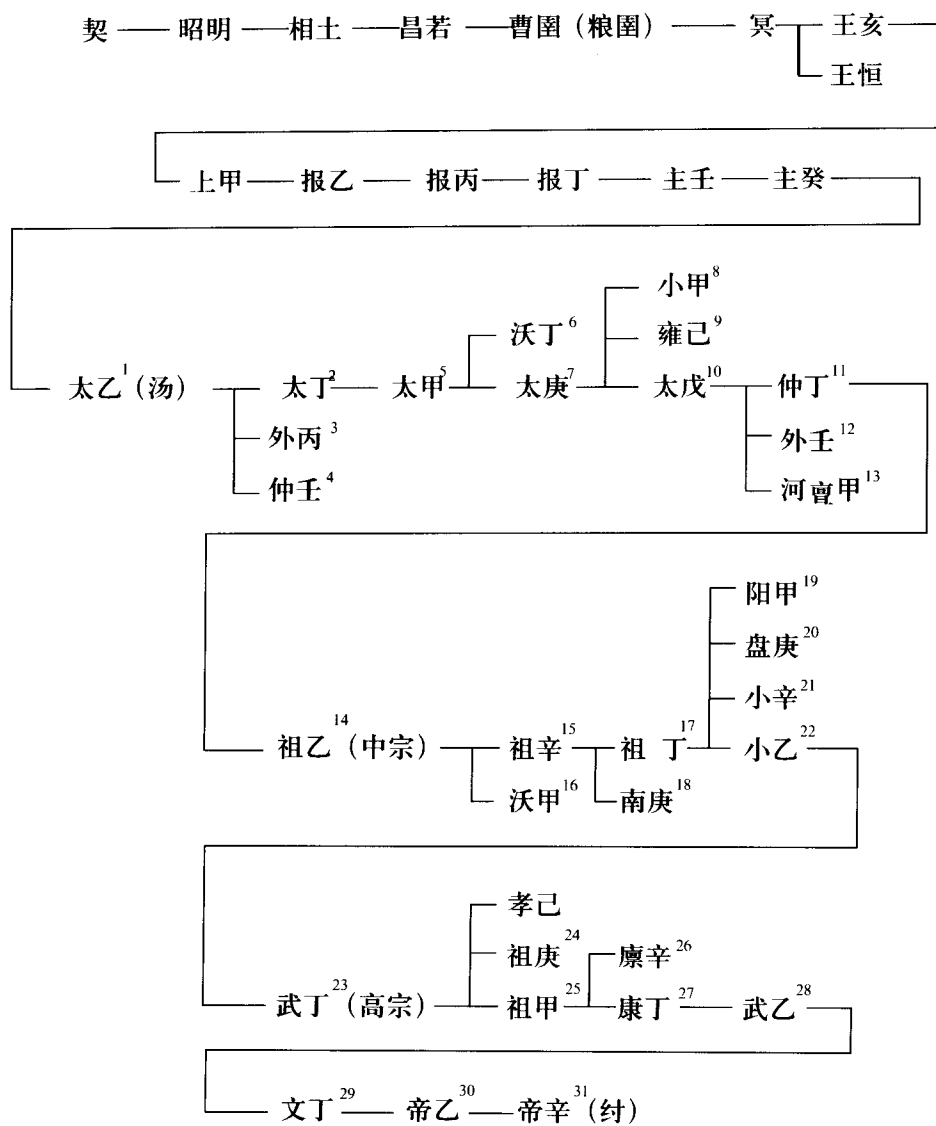 契 昭明 相土 昌若 曹圉（粮圉） 冥 王亥
王恒
上甲 报乙 报丙 报丁 主壬 主癸
小甲8
沃丁6 雍己9
太乙1（汤） 太丁2 太甲5 太庚7 太戊10 仲丁11
外丙3 外壬12
仲壬4 河亶甲13
阳甲19
盘庚20
小辛21
祖乙14（中宗） 祖辛15 祖丁17 小乙22
沃甲16 南庚18
孝己
祖庚24 廪辛26
武丁23（高宗） 祖甲25 康丁27 武乙28
文丁29 帝乙30 帝辛31（纣）